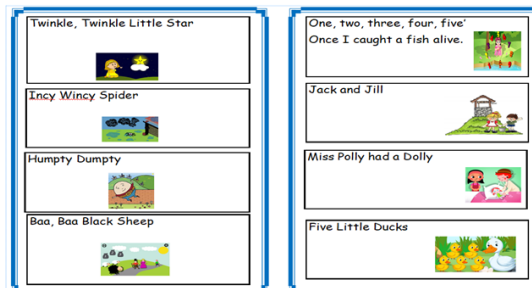 Twinkle, Twinkle Little Star
Incy Wincy Spider
Humpty Dumpty
Baa, Baa Black Sheep
One, two, three, four, five'
Once I caught a fish alive.
Jack and Jill
Miss Polly had a Dolly
Five Little Ducks